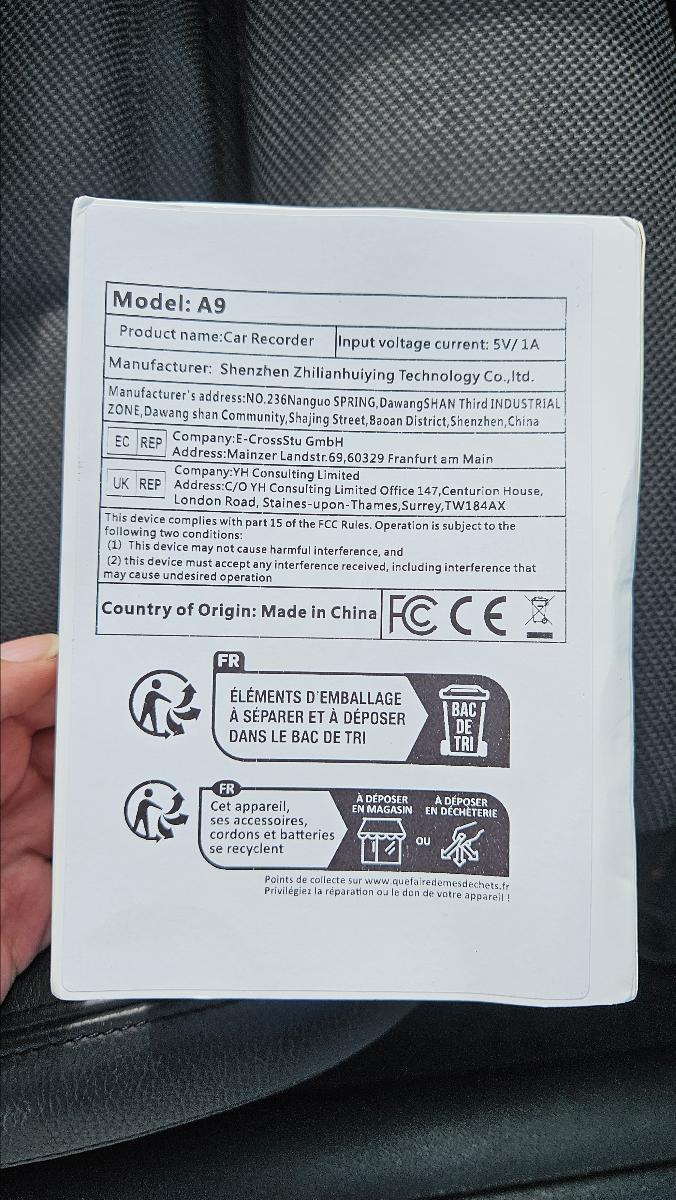 Model: A9
Product name:Car Recorder
Input voltage current: 5V/ 1A
Manufacturer: Shenzhen Zhilianhuiying Technology Co.,ltd.
Manufacturer's address:NO.236Nanguo SPRING,DawangSHAN Third INDUSTRIAL
ZONE,Dawang shan Community,Shajing Street,Baoan District,Shenzhen,China
EC REP
Company:E-CrossStu GmbH
Address:Mainzer Landstr.69,60329 Franfurt am Main
UK REP
Company:YH Consulting Limited
Address:C/O YH Consulting Limited Office 147,Centurion House,
London Road, Staines-upon-Thames,Surrey,TW184AX
This device complies with part 15 of the FCC Rules. Operation is subject to the
following two conditions:
(1) This device may not cause harmful interference, and
(2) this device must accept any interference received, including interference that
may cause undesired operation
Country of Origin: Made in China
FC CE
FR
ÉLÉMENTS D'EMBALLAGE
À SÉPARER ET À DÉPOSER
DANS LE BAC DE TRI
BAC
DE
TRI
FR
Cet appareil,
ses accessoires,
cordons et batteries
se recyclent
À DÉPOSER
EN MAGASIN
OU
À DÉPOSER
EN DÉCHÈTERIE
Points de collecte sur www.quefairedemesdechets.fr
Privilégiez la réparation ou le don de votre appareil !